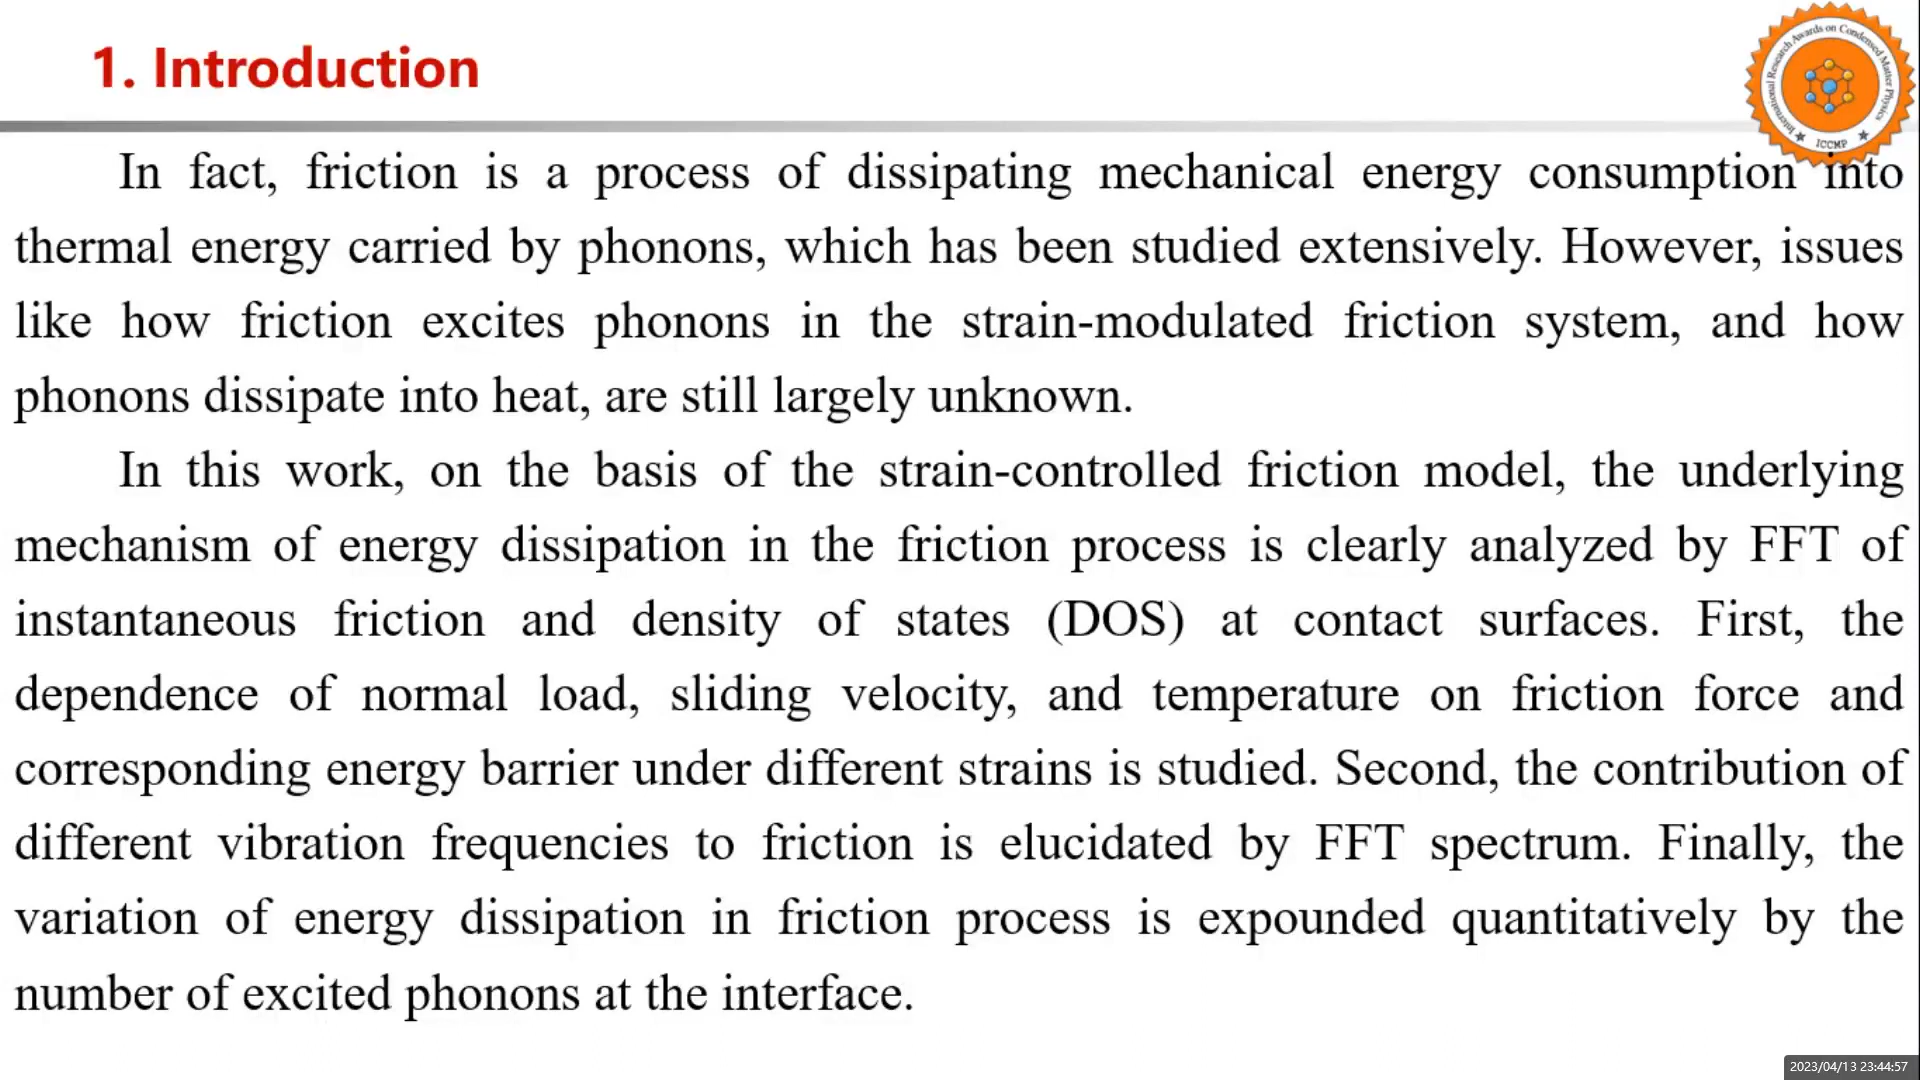 1. Introduction
International Research Awards on Condensed Matter Physics
ICCMP
In fact, friction is a process of dissipating mechanical energy consumption into
thermal energy carried by phonons, which has been studied extensively. However, issues
like how friction excites phonons in the strain-modulated friction system, and how
phonons dissipate into heat, are still largely unknown.
In this work, on the basis of the strain-controlled friction model, the underlying
mechanism of energy dissipation in the friction process is clearly analyzed by FFT of
instantaneous friction and density of states (DOS) at contact surfaces. First, the
dependence of normal load, sliding velocity, and temperature on friction force and
corresponding energy barrier under different strains is studied. Second, the contribution of
different vibration frequencies to friction is elucidated by FFT spectrum. Finally, the
variation of energy dissipation in friction process is expounded quantitatively by the
number of excited phonons at the interface.
2023/04/13 23:44:57